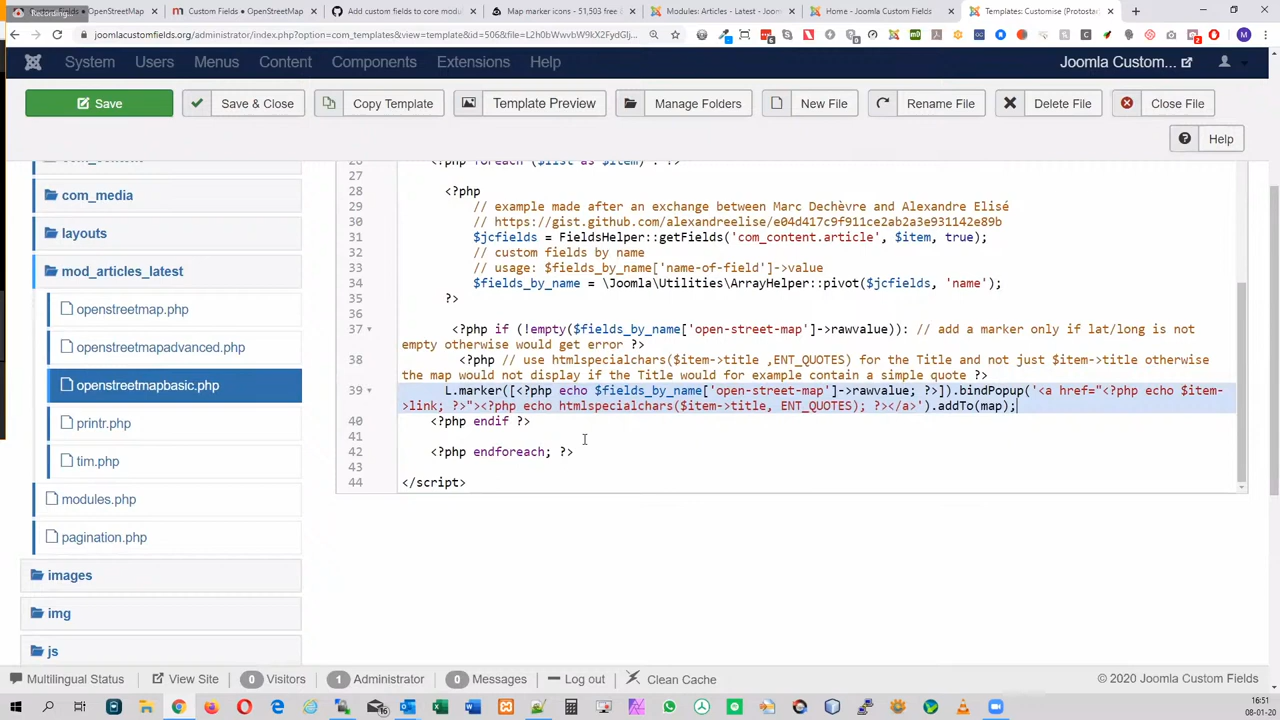 Recording...
Custom Fields • OpenStreetMap
Custom Fields • OpenStreetMap
Add custom fields to core modu
Map marker icons - 51,503 free
Modules: Articles - Latest
Home - Joomla Custom Fields
Templates: Customise (Protostar
joomlacustomfields.org/administrator/index.php?option=com_templates&view=template&id=506&file=L2h0bWwvbW9kX2FydGlj...
System
Users
Menus
Content
Components
Extensions
Help
Joomla Custom...
Save
Save & Close
Copy Template
Template Preview
Manage Folders
New File
Rename File
Delete File
Close File
Help
com_content
com_media
layouts
mod_articles_latest
openstreetmap.php
openstreetmapadvanced.php
openstreetmapbasic.php
printr.php
tim.php
modules.php
pagination.php
images
img
js
26 <?php foreach ($list as $item) : ?>
27
28 <?php
29 // example made after an exchange between Marc Dechèvre and Alexandre Elisé
30 // https://gist.github.com/alexandreelise/e04d417c9f911ce2ab2a3e931142e89b
31 $jcfields = FieldsHelper::getFields('com_content.article', $item, true);
32 // custom fields by name
33 // usage: $fields_by_name['name-of-field']->value
34 $fields_by_name = \Joomla\Utilities\ArrayHelper::pivot($jcfields, 'name');
35 ?>
36
37 <?php if (!empty($fields_by_name['open-street-map']->rawvalue)): // add a marker only if lat/long is not
empty otherwise would get error ?>
38 <?php // use htmlspecialchars($item->title ,ENT_QUOTES) for the Title and not just $item->title otherwise
the map would not display if the Title would for example contain a simple quote ?>
39 L.marker([<?php echo $fields_by_name['open-street-map']->rawvalue; ?>]).bindPopup('<a href="<?php echo $item-
>link; ?>"><?php echo htmlspecialchars($item->title, ENT_QUOTES); ?></a>').addTo(map);
40 <?php endif ?>
41
42 <?php endforeach; ?>
43
44 </script>
Multilingual Status
View Site
0 Visitors
1 Administrator
0 Messages
Log out
Clean Cache
© 2020 Joomla Custom Fields
16:51
08-01-20